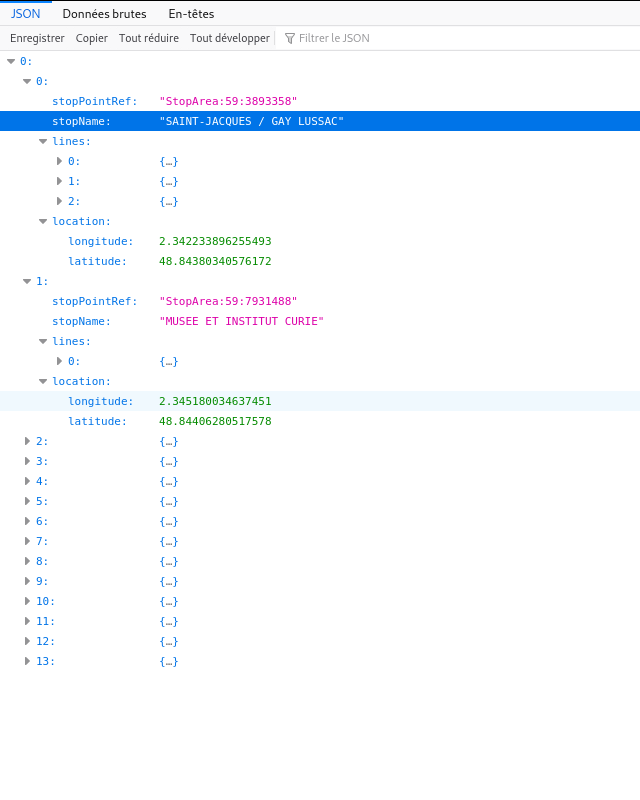 JSON Données brutes En-têtes
Enregistrer Copier Tout réduire Tout développer Filtrer le JSON
0:
0:
stopPointRef: "StopArea:59:3893358"
stopName: "SAINT-JACQUES / GAY LUSSAC"
lines:
0: {…}
1: {…}
2: {…}
location:
longitude: 2.342233896255493
latitude: 48.84380340576172
1:
stopPointRef: "StopArea:59:7931488"
stopName: "MUSEE ET INSTITUT CURIE"
lines:
0: {…}
location:
longitude: 2.345180034637451
latitude: 48.84406280517578
2: {…}
3: {…}
4: {…}
5: {…}
6: {…}
7: {…}
8: {…}
9: {…}
10: {…}
11: {…}
12: {…}
13: {…}